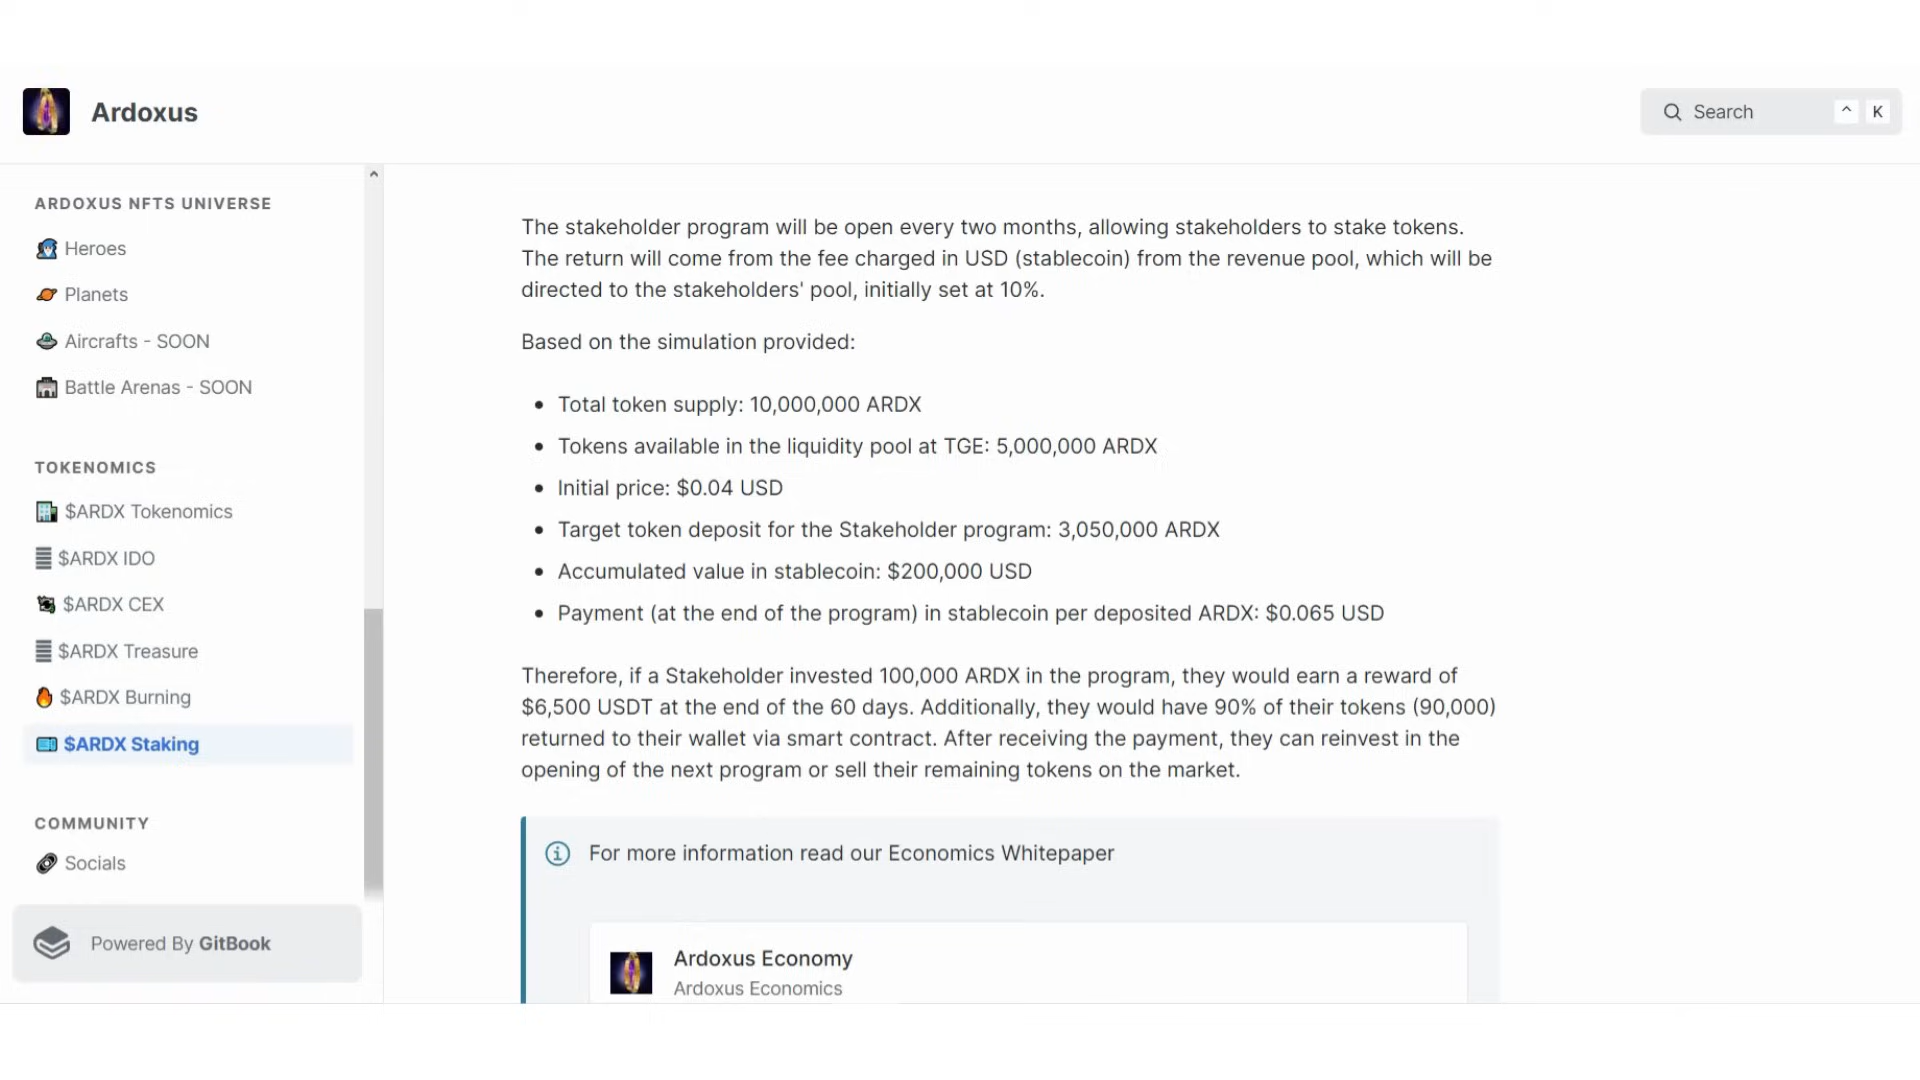 Ardoxus
Search
^ K
ARDOXUS NFTS UNIVERSE
Heroes
Planets
Aircrafts - SOON
Battle Arenas - SOON
TOKENOMICS
$ARDX Tokenomics
$ARDX IDO
$ARDX CEX
$ARDX Treasure
$ARDX Burning
$ARDX Staking
COMMUNITY
Socials
Powered By GitBook
The stakeholder program will be open every two months, allowing stakeholders to stake tokens.
The return will come from the fee charged in USD (stablecoin) from the revenue pool, which will be
directed to the stakeholders' pool, initially set at 10%.
Based on the simulation provided:
• Total token supply: 10,000,000 ARDX
• Tokens available in the liquidity pool at TGE: 5,000,000 ARDX
• Initial price: $0.04 USD
• Target token deposit for the Stakeholder program: 3,050,000 ARDX
• Accumulated value in stablecoin: $200,000 USD
• Payment (at the end of the program) in stablecoin per deposited ARDX: $0.065 USD
Therefore, if a Stakeholder invested 100,000 ARDX in the program, they would earn a reward of
$6,500 USDT at the end of the 60 days. Additionally, they would have 90% of their tokens (90,000)
returned to their wallet via smart contract. After receiving the payment, they can reinvest in the
opening of the next program or sell their remaining tokens on the market.
For more information read our Economics Whitepaper
Ardoxus Economy
Ardoxus Economics